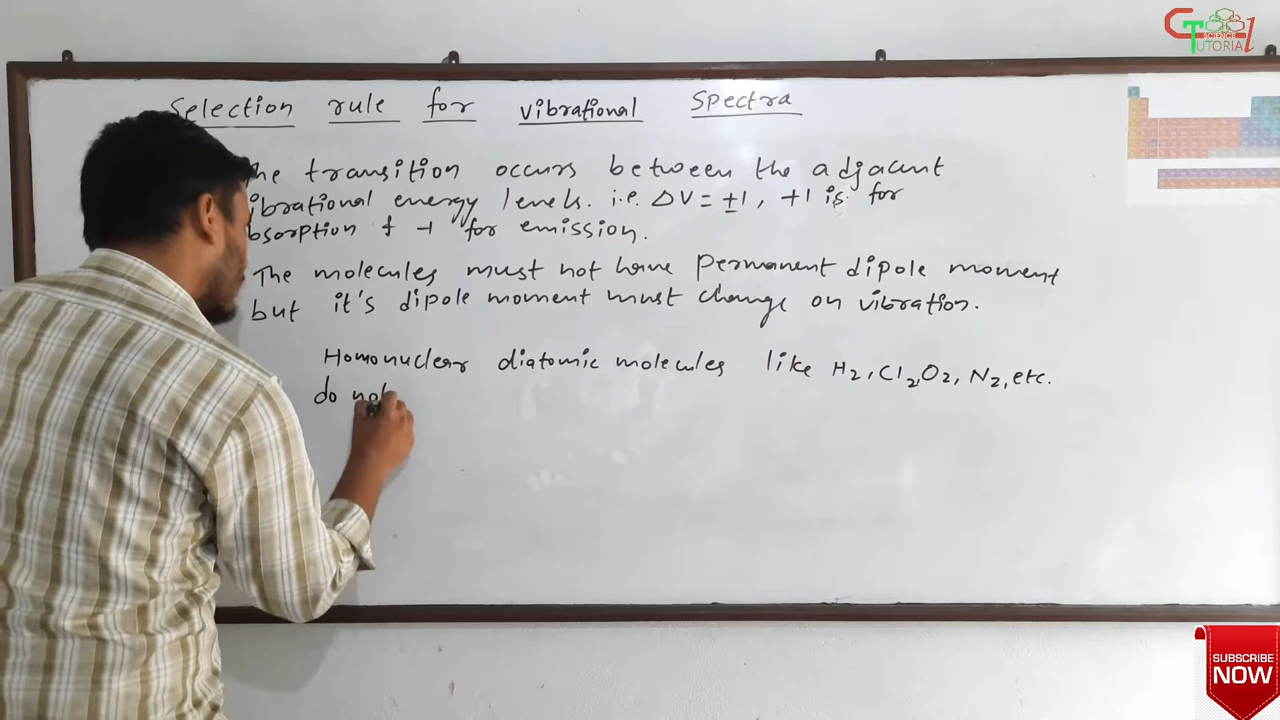 Selection rule for vibrational Spectra
he transition occurs between the adjacent
ibrational energy levels. i.e. ΔV = ±1, +1 is for
bsorption & -1 for emission.
The molecules must not have permanent dipole moment
but it's dipole moment must change on vibration.
Homonuclear diatomic molecules like H₂, Cl₂, O₂, N₂, etc.
do not
SCIENCE
TUTORIAL
SUBSCRIBE
NOW